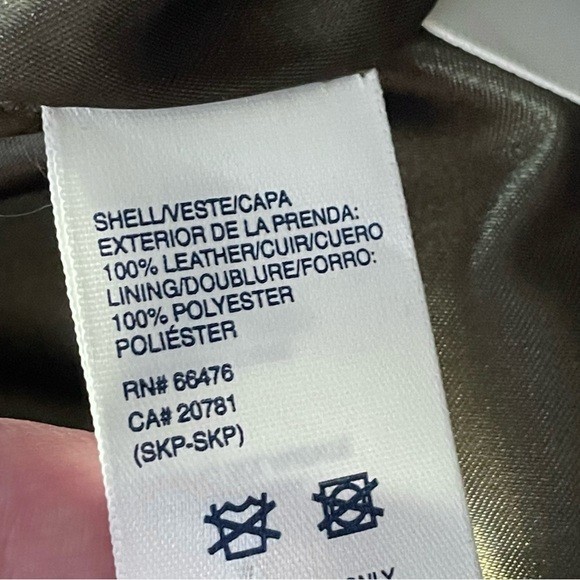 SHELL/VESTE/CAPA
EXTERIOR DE LA PRENDA:
100% LEATHER/CUIR/CUERO
LINING/DOUBLURE/FORRO:
100% POLYESTER
POLIÉSTER
RN# 66476
CA# 20781
(SKP-SKP)
ONLY